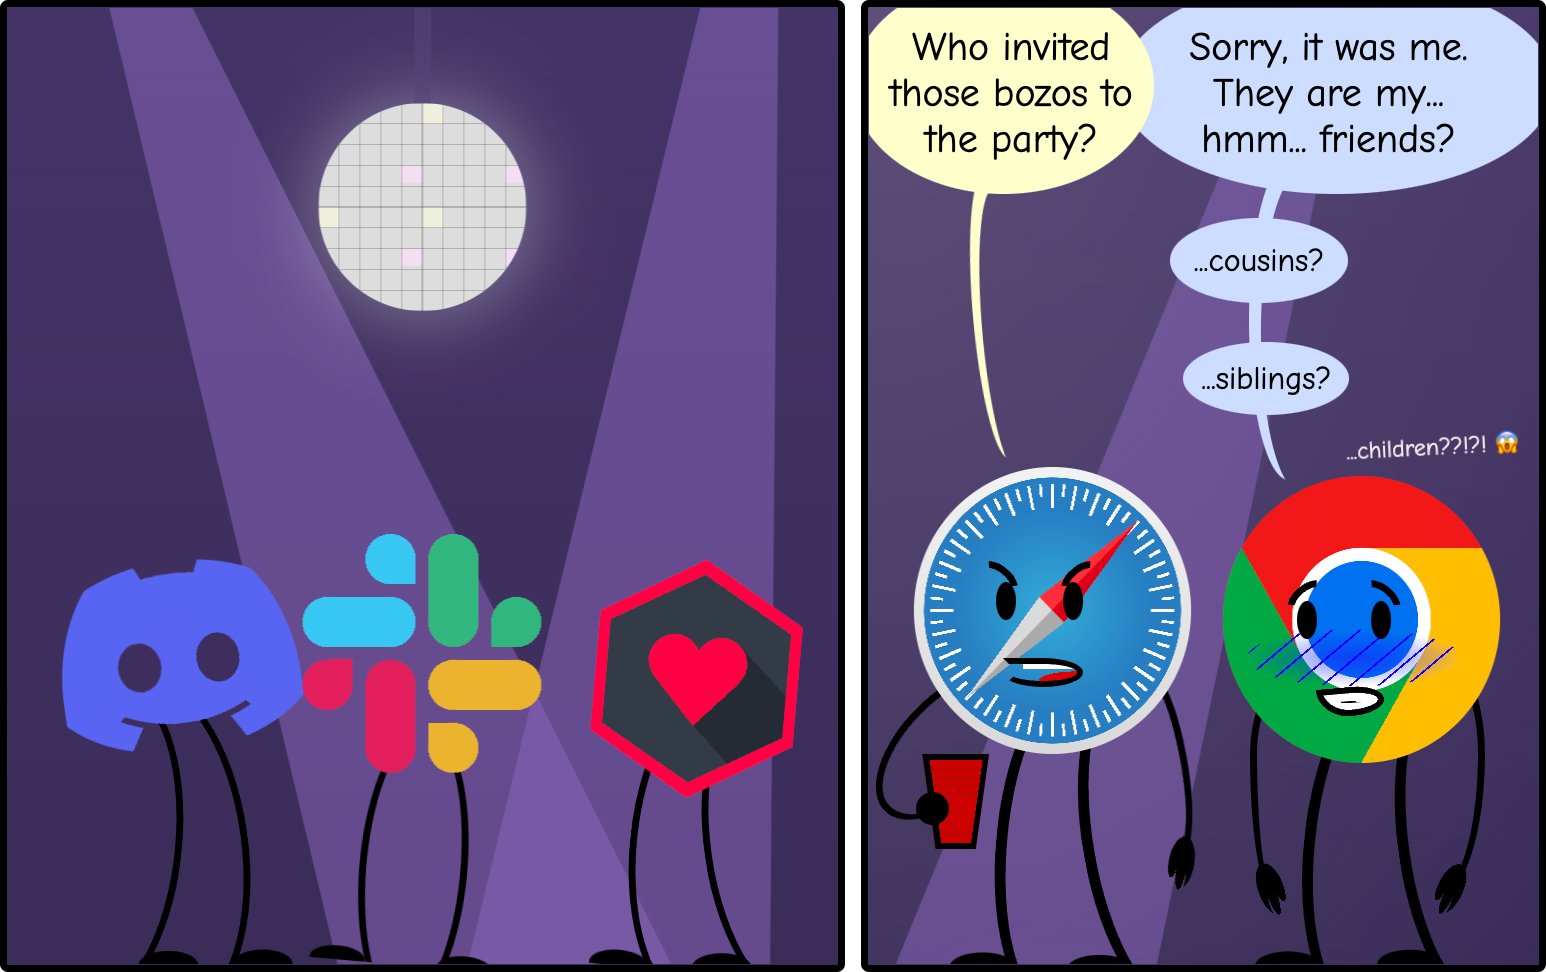 Who invited
those bozos to
the party?
Sorry, it was me.
They are my...
hmm... friends?
...cousins?
...siblings?
...children??!?! 😱